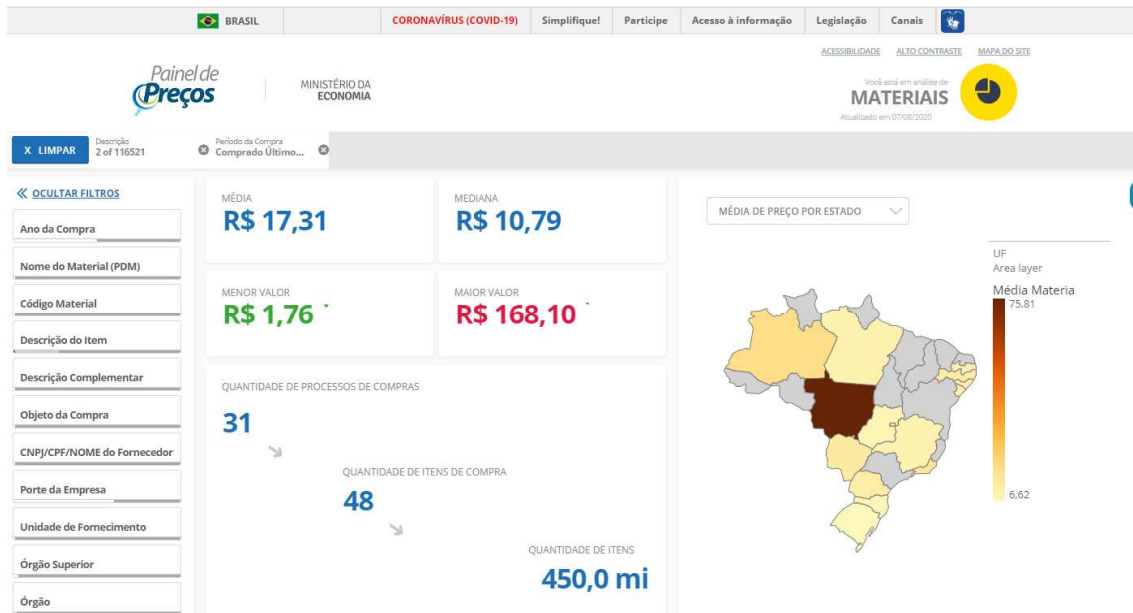 BRASIL
CORONAVÍRUS (COVID-19)
Simplifique!
Participe
Acesso à informação
Legislação
Canais
ACESSIBILIDADE
ALTO CONTRASTE
MAPA DO SITE
Painel de
Preços
MINISTÉRIO DA
ECONOMIA
Você está em análise de
MATERIAIS
Atualizado em 07/08/2020
X LIMPAR
Descrição
2 of 116521
Período da Compra
Comprado Último...
OCULTAR FILTROS
Ano da Compra
Nome do Material (PDM)
Código Material
Descrição do Item
Descrição Complementar
Objeto da Compra
CNPJ/CPF/NOME do Fornecedor
Porte da Empresa
Unidade de Fornecimento
Órgão Superior
Órgão
MÉDIA
R$ 17,31
MEDIANA
R$ 10,79
MENOR VALOR
R$ 1,76
MAIOR VALOR
R$ 168,10
QUANTIDADE DE PROCESSOS DE COMPRAS
31
QUANTIDADE DE ITENS DE COMPRA
48
QUANTIDADE DE ITENS
450,0 mi
MÉDIA DE PREÇO POR ESTADO
UF
Area layer
Média Materia
75,81
6,62